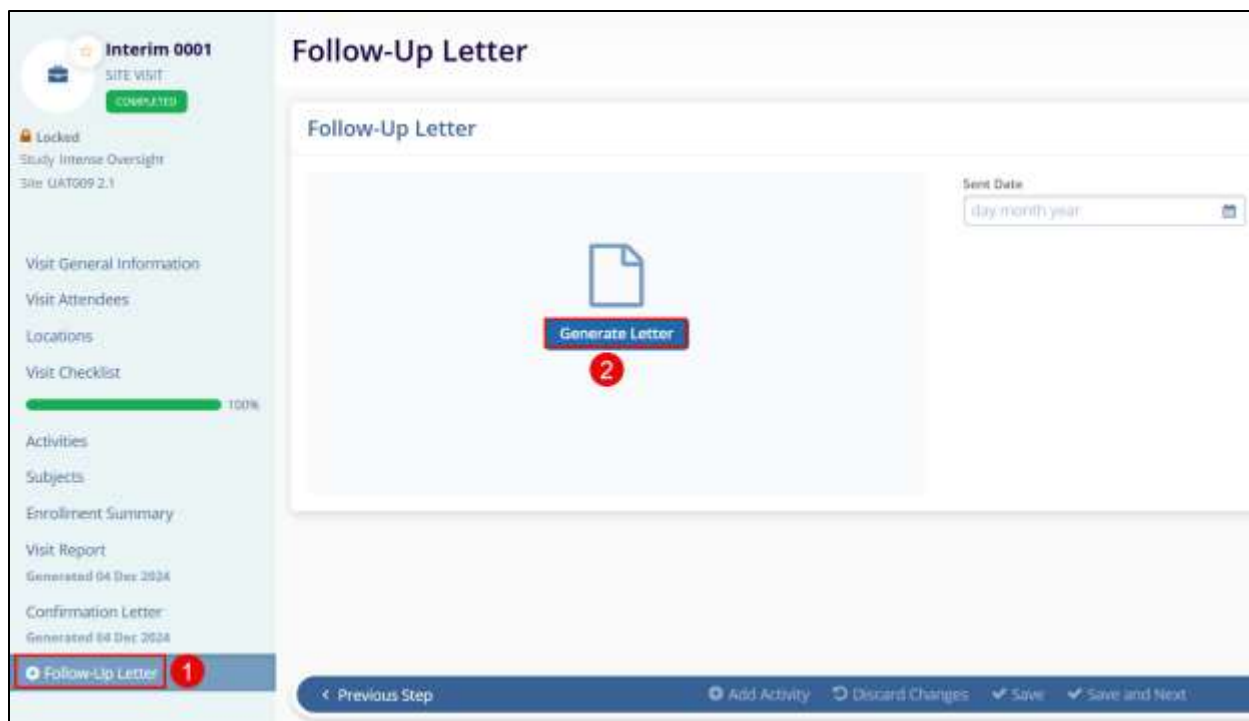 Interim 0001
SITE VISIT
COMPLETED
Locked
Study Intense Oversight
Site UAT009 2.1
Visit General Information
Visit Attendees
Locations
Visit Checklist
100%
Activities
Subjects
Enrollment Summary
Visit Report
Generated 04 Dec 2024
Confirmation Letter
Generated 04 Dec 2024
Follow-Up Letter
1
Follow-Up Letter
Follow-Up Letter
Generate Letter
2
Sent Date
day month year
Previous Step
Add Activity
Discard Changes
Save
Save and Next